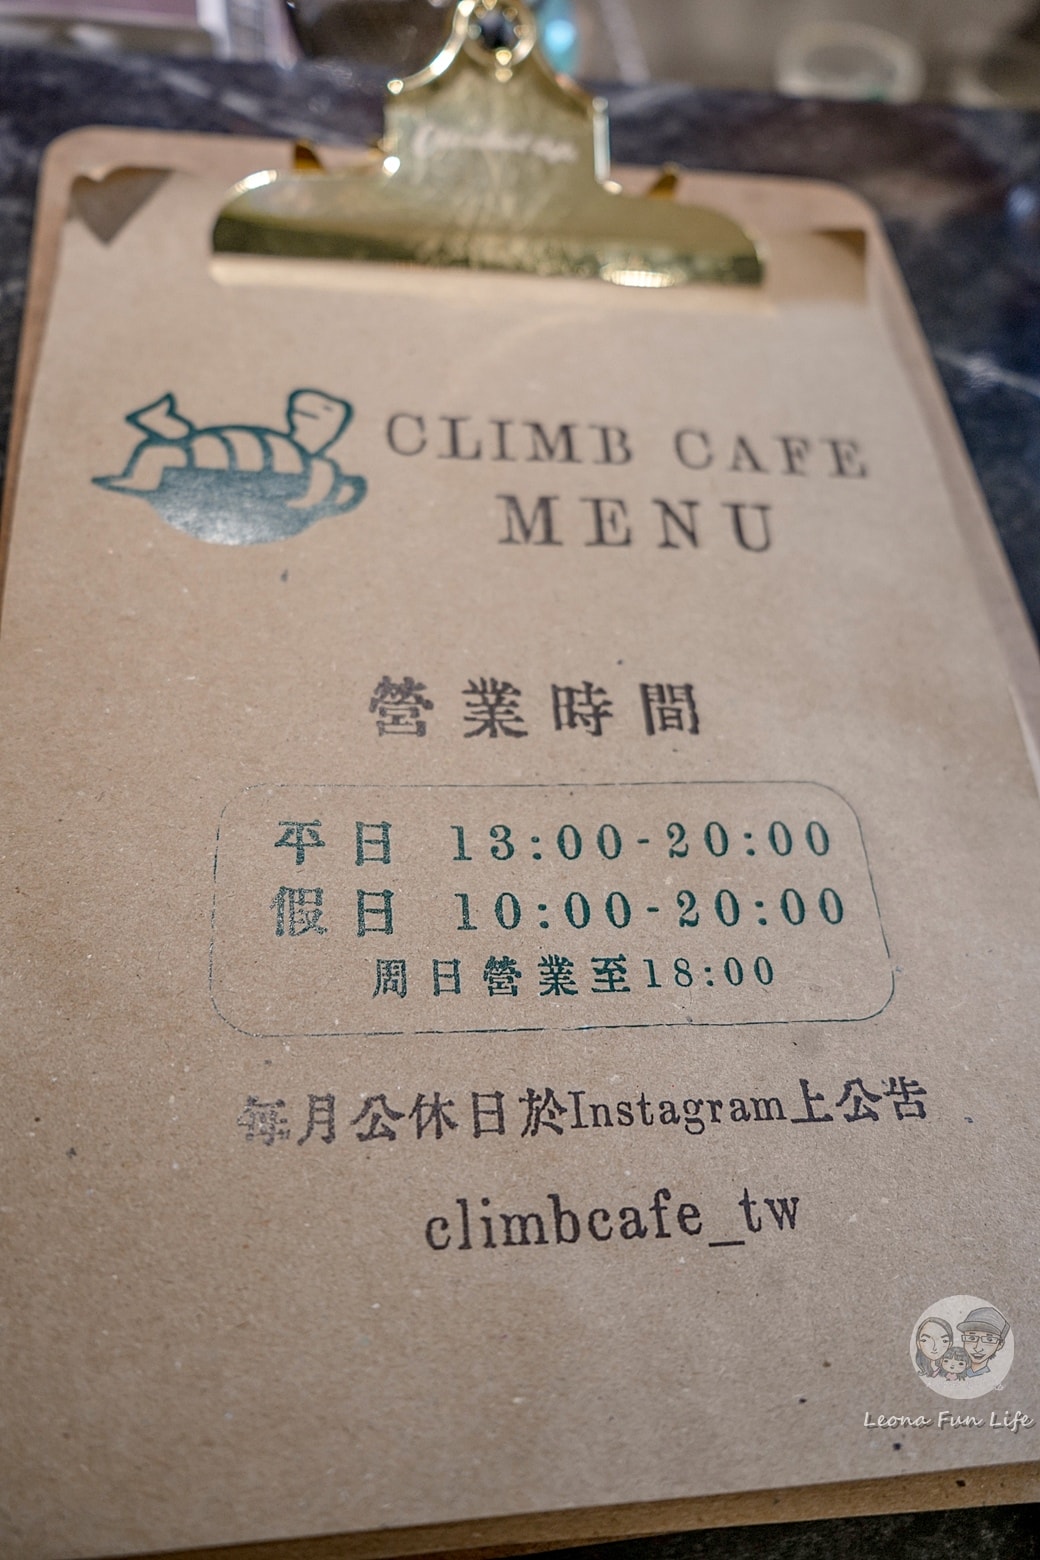 CLIMB CAFE
MENU
營業時間
平日 13:00-20:00
假日 10:00-20:00
周日營業至18:00
每月公休日於Instagram上公告
climbcafe_tw
Leona Fun Life